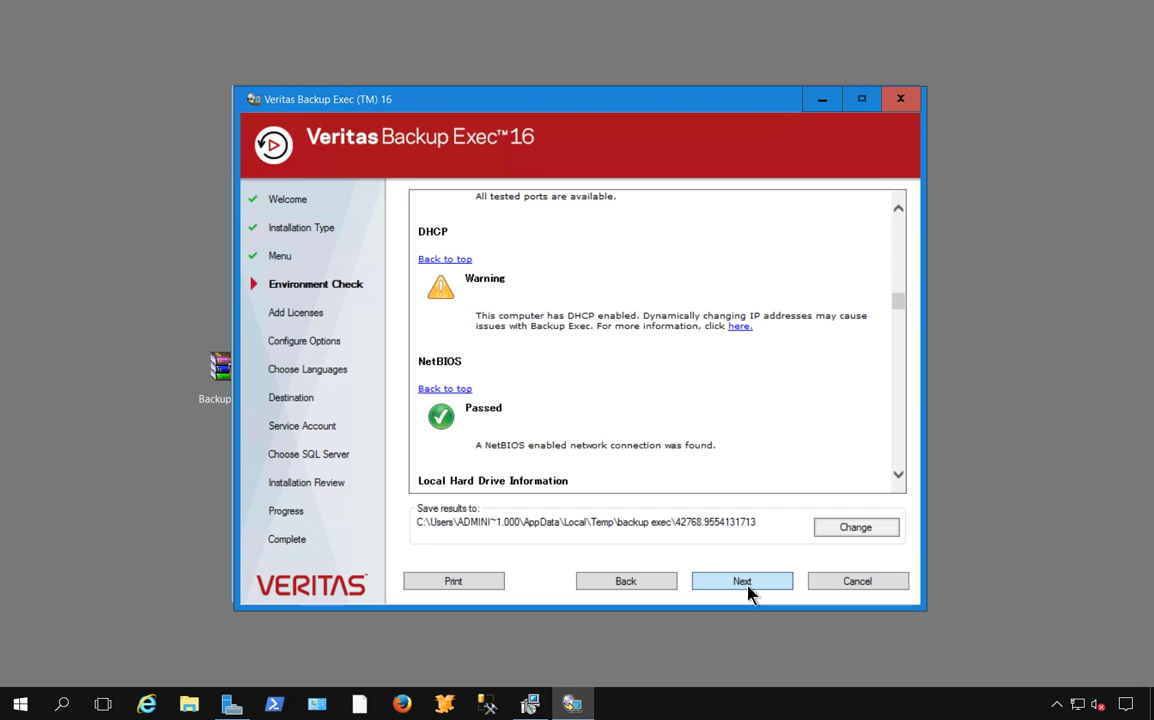 Veritas Backup Exec (TM) 16
Veritas Backup Exec™ 16
Welcome
Installation Type
Menu
Environment Check
Add Licenses
Configure Options
Choose Languages
Destination
Service Account
Choose SQL Server
Installation Review
Progress
Complete
VERITAS
All tested ports are available.
DHCP
Back to top
Warning
This computer has DHCP enabled. Dynamically changing IP addresses may cause
issues with Backup Exec. For more information, click here.
NetBIOS
Back to top
Passed
A NetBIOS enabled network connection was found.
Local Hard Drive Information
Save results to:
C:\Users\ADMINI~1.000\AppData\Local\Temp\backup exec\42768.9554131713
Change
Print
Back
Next
Cancel
Backup